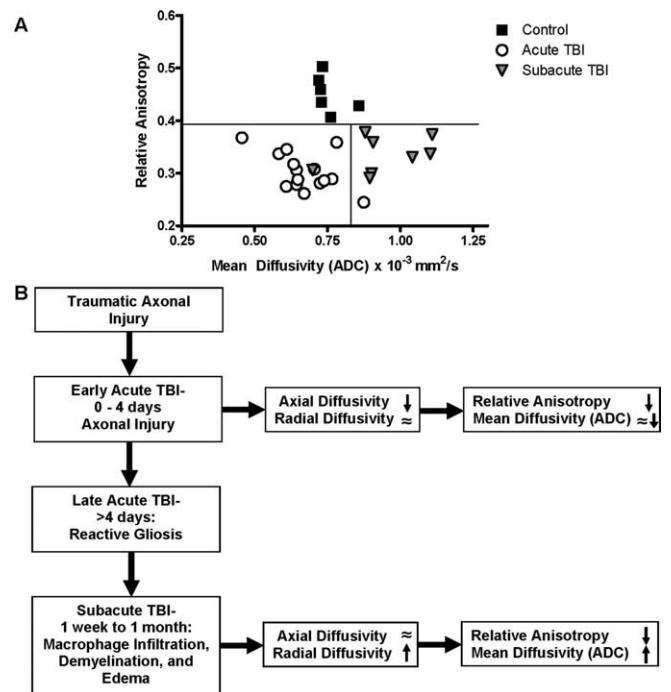 A
Control
Acute TBI
Subacute TBI
Relative Anisotropy
0.6
0.5
0.4
0.3
0.2
0.25 0.50 0.75 1.00 1.25
Mean Diffusivity (ADC) x 10⁻³ mm²/s
B
Traumatic Axonal
Injury
Early Acute TBI-
0 - 4 days
Axonal Injury
Axial Diffusivity ↓
Radial Diffusivity ≈
Relative Anisotropy ↓
Mean Diffusivity (ADC) ≈↓
Late Acute TBI-
>4 days:
Reactive Gliosis
Subacute TBI-
1 week to 1 month:
Macrophage Infiltration,
Demyelination, and
Edema
Axial Diffusivity ≈
Radial Diffusivity ↑
Relative Anisotropy ↓
Mean Diffusivity (ADC) ↑